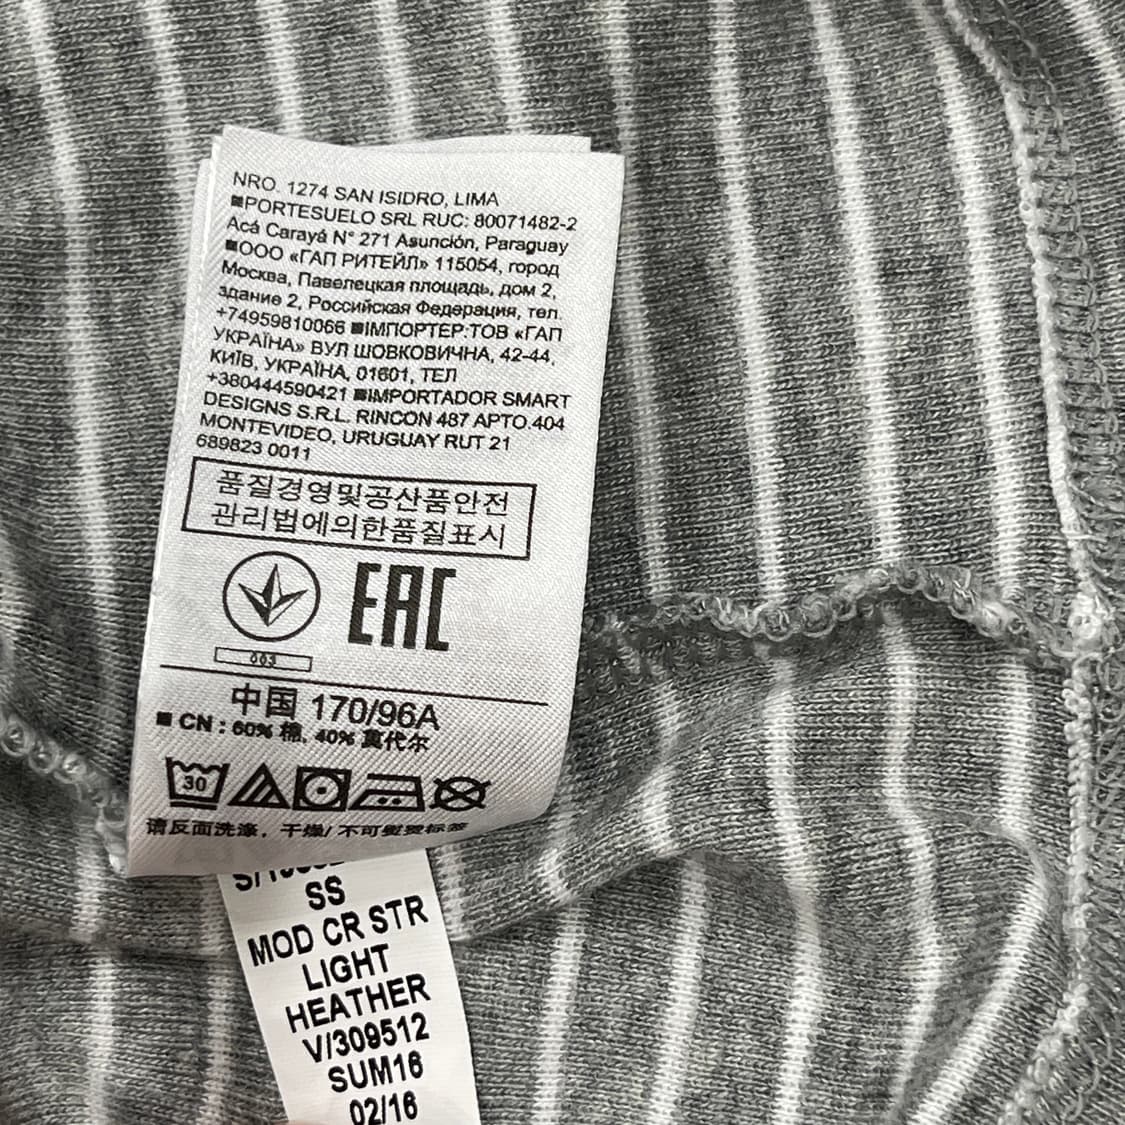 NRO. 1274 SAN ISIDRO, LIMA
■PORTESUELO SRL RUC: 80071482-2
Acá Carayá N° 271 Asunción, Paraguay
■ООО «ГАП РИТЕЙЛ» 115054, город
Москва, Павелецкая площадь, дом 2,
здание 2, Российская Федерация, тел.
+74959810066 ■ІМПОРТЕР:ТОВ «ГАП
УКРАЇНА» ВУЛ ШОВКОВИЧНА, 42-44,
КИЇВ, УКРАЇНА, 01601, ТЕЛ
+380444590421 ■IMPORTADOR SMART
DESIGNS S.R.L. RINCON 487 APTO.404
MONTEVIDEO, URUGUAY RUT 21
689823 0011
품질경영및공산품안전
관리법에의한품질표시
EAC
003
中国 170/96A
■ CN : 60% 棉, 40% 莫代尔
30
请反面洗涤, 干燥/ 不可熨烫标签
SS
MOD CR STR
LIGHT
HEATHER
V/309512
SUM16
02/16